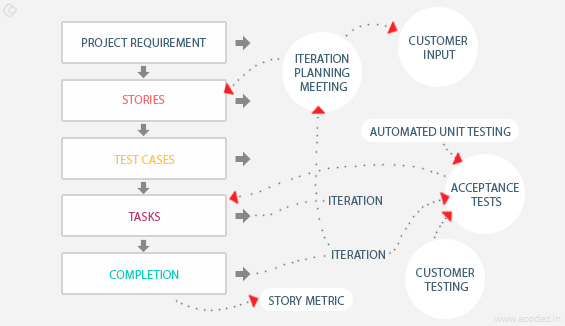 PROJECT REQUIREMENT
STORIES
TEST CASES
TASKS
COMPLETION
ITERATION
PLANNING
MEETING
CUSTOMER
INPUT
AUTOMATED UNIT TESTING
ACCEPTANCE
TESTS
ITERATION
ITERATION
CUSTOMER
TESTING
STORY METRIC
www.acodez.in